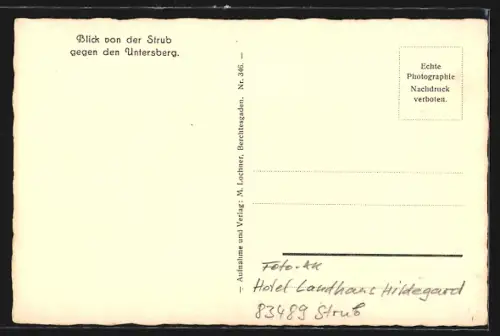 Blick von der Strub
gegen den Untersberg.
— Aufnahme und Verlag: M. Lochner, Berchtesgaden. Nr. 346. —
Echte
Photographie
Nachdruck
verboten.
Foto-AK
Hotel Landhaus Hildegard
83489 Strub